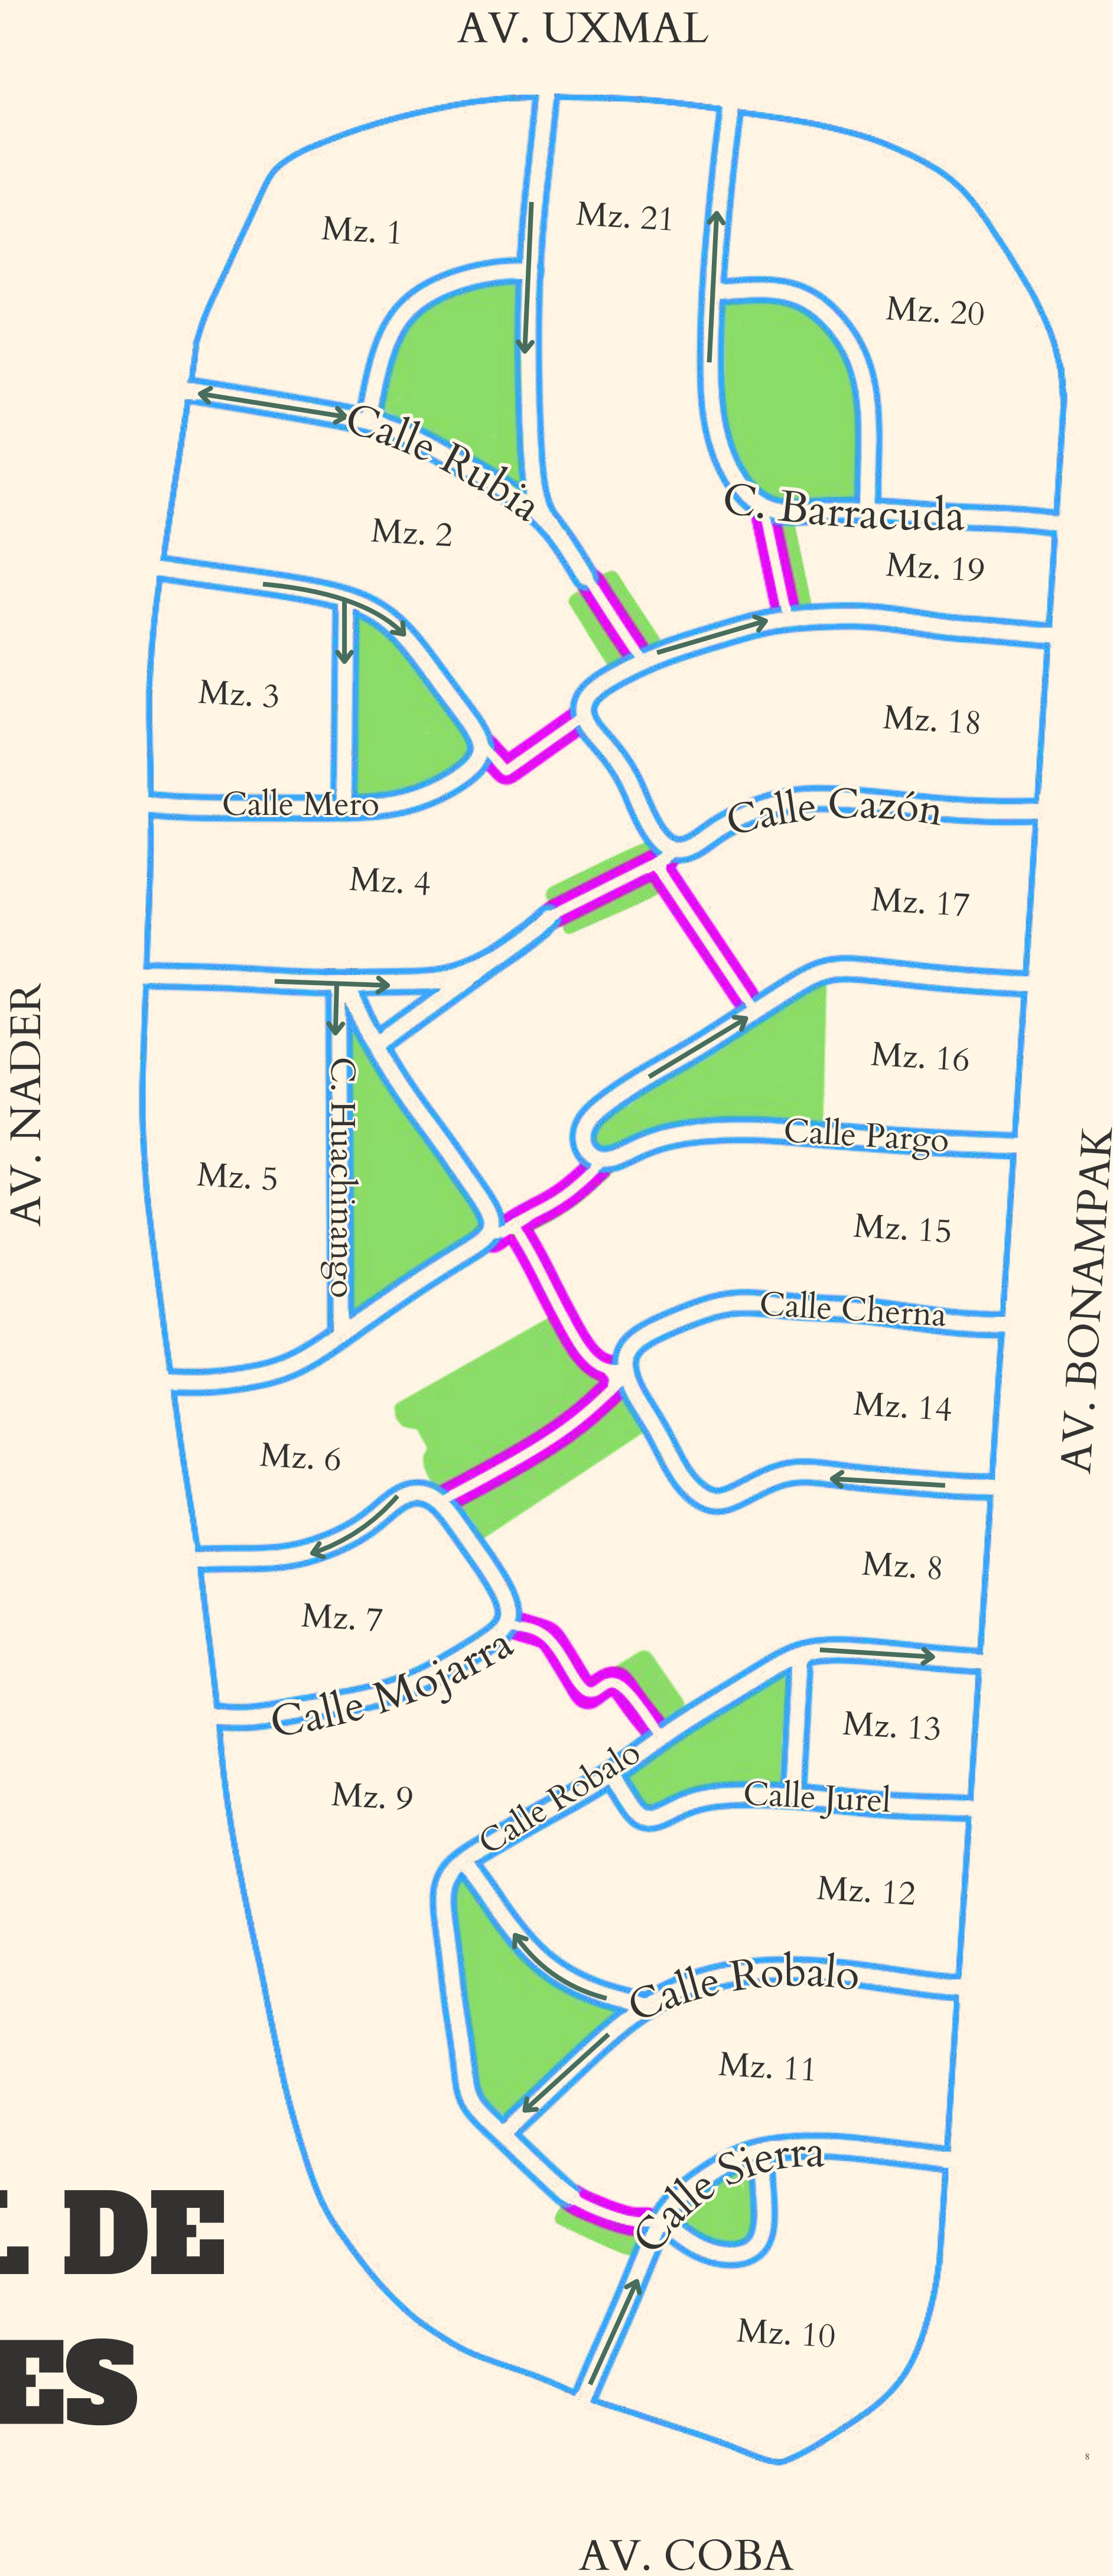 AV. UXMAL
Mz. 1
Mz. 21
Mz. 20
Calle Rubia
C. Barracuda
Mz. 2
Mz. 19
Mz. 3
Mz. 18
Calle Mero
Calle Cazón
Mz. 4
Mz. 17
AV. NADER
C. Huachinango
Mz. 16
Calle Pargo
Mz. 5
Mz. 15
AV. BONAMPAK
Calle Cherna
Mz. 14
Mz. 6
Mz. 8
Mz. 7
Calle Mojarra
Mz. 13
Calle Robalo
Mz. 9
Calle Jurel
Mz. 12
Calle Robalo
Mz. 11
Calle Sierra
L DE
Mz. 10
ES
8
AV. COBA